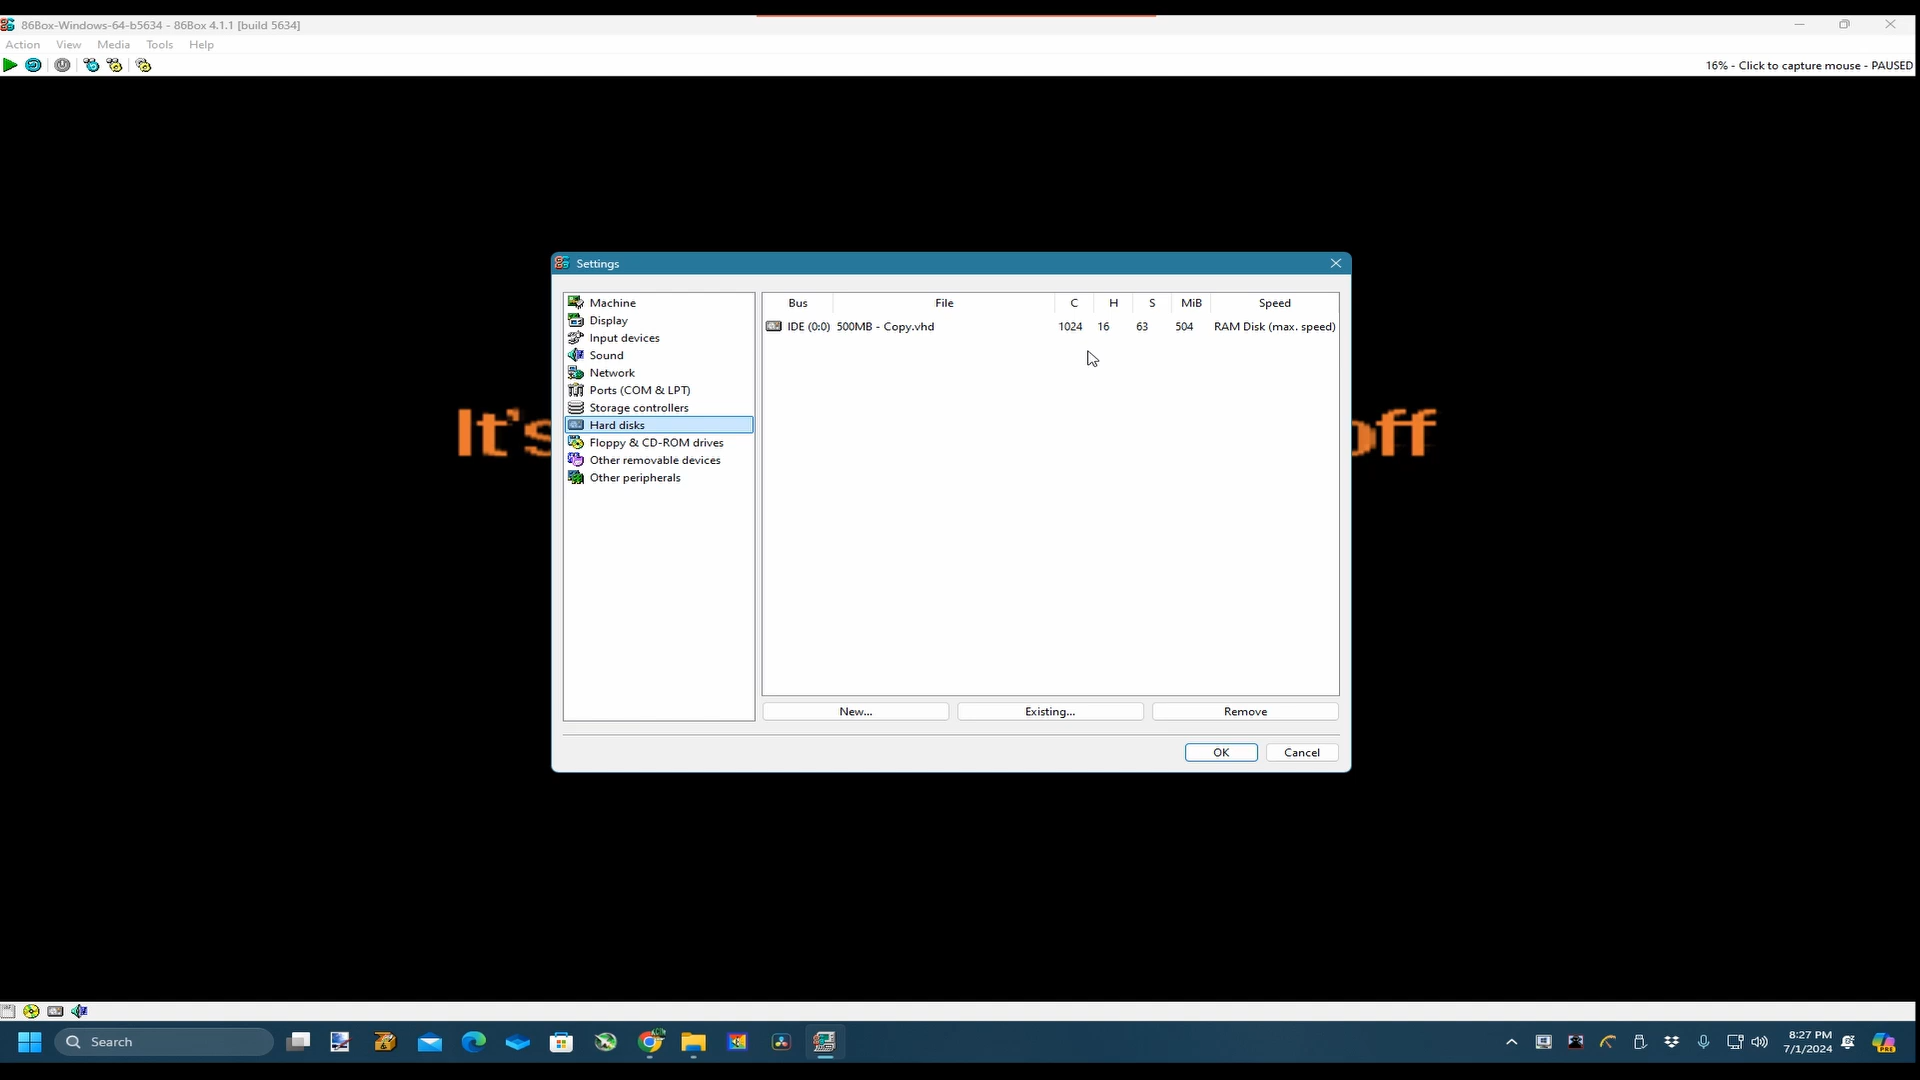 86Box-Windows-64-b5634 - 86Box 4.1.1 [build 5634]
Action View Media Tools Help
16% - Click to capture mouse - PAUSED
It's
off
Settings
Machine
Display
Input devices
Sound
Network
Ports (COM & LPT)
Storage controllers
Hard disks
Floppy & CD-ROM drives
Other removable devices
Other peripherals
Bus File C H S MiB Speed
IDE (0:0) 500MB - Copy.vhd 1024 16 63 504 RAM Disk (max. speed)
New... Existing... Remove
OK Cancel
Search
8:27 PM
7/1/2024
PRE